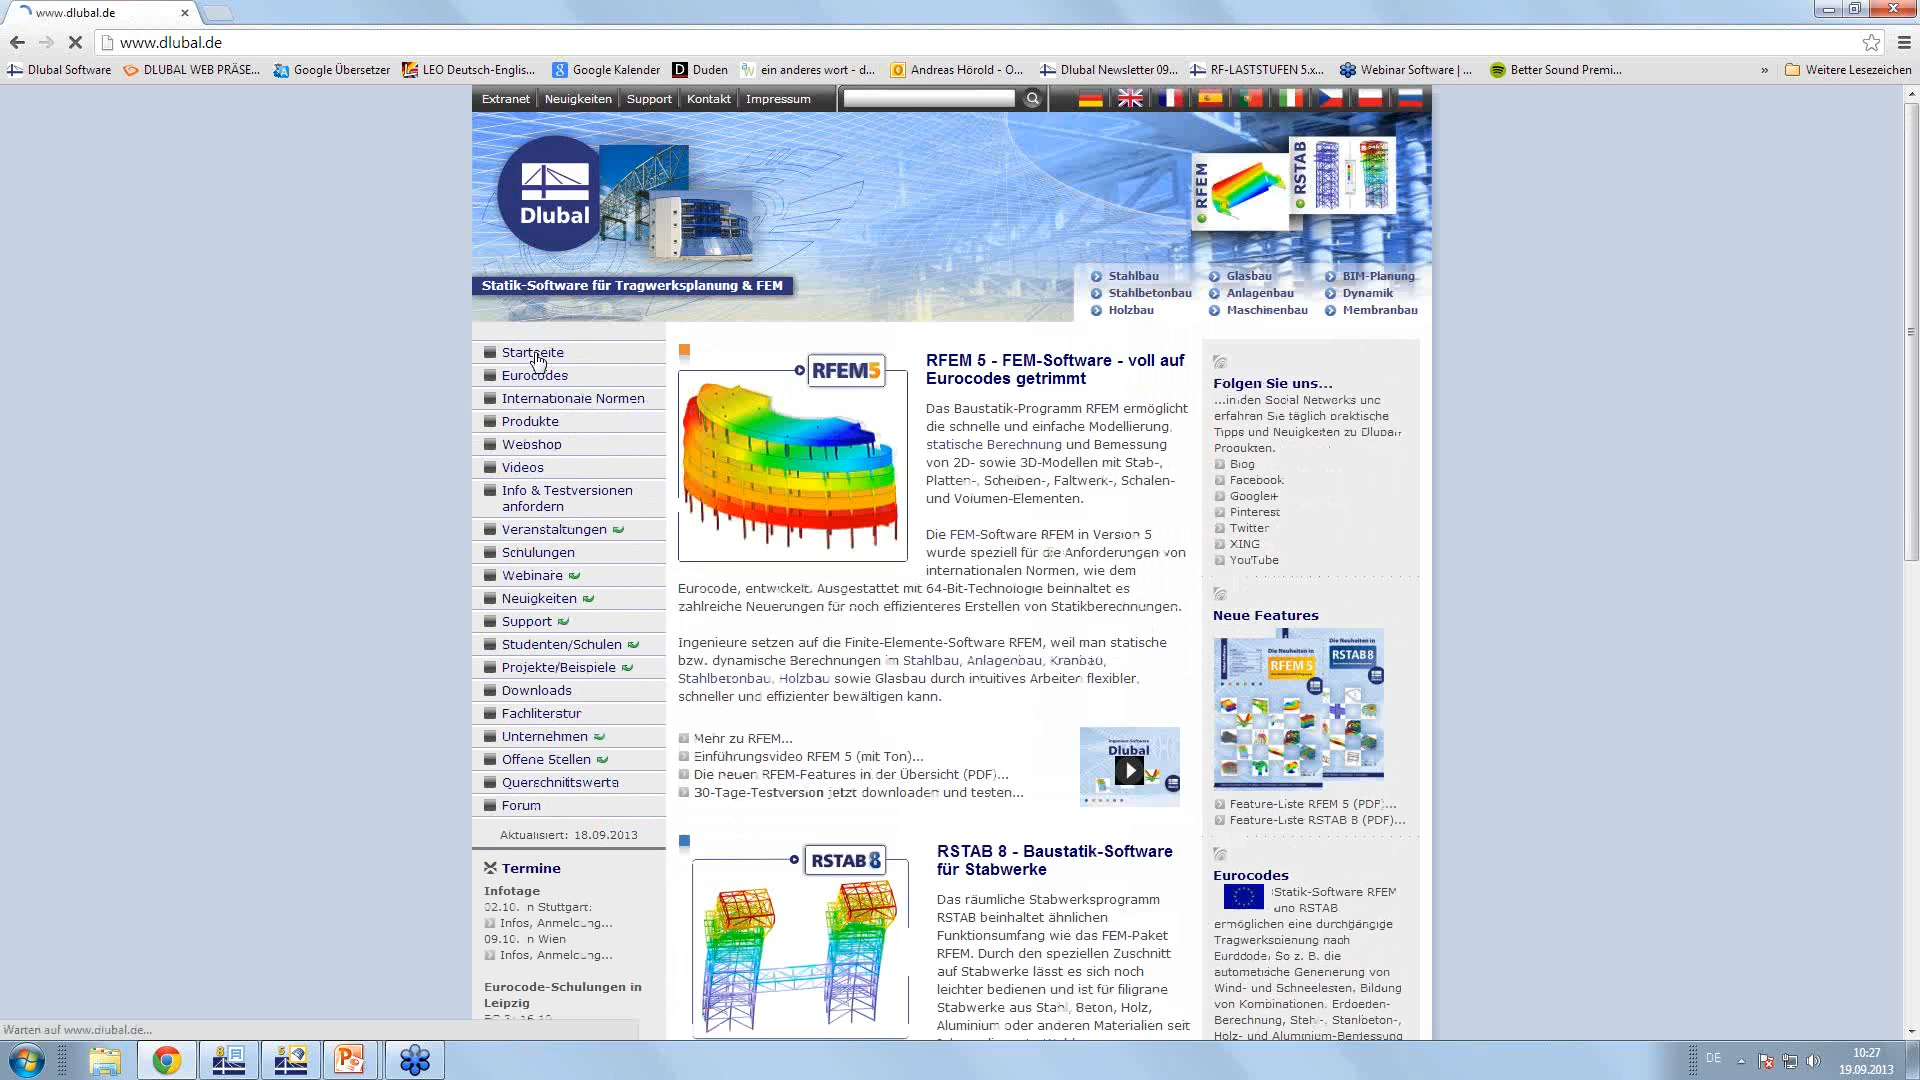 www.dlubal.de
www.dlubal.de
Dlubal Software
DLUBAL WEB PRÄSE...
Google Übersetzer
LEO Deutsch-Englis...
Google Kalender
Duden
ein anderes wort - d...
Andreas Hörold - O...
Dlubal Newsletter 09...
RF-LASTSTUFEN 5.x...
Webinar Software | ...
Better Sound Premi...
»
Weitere Lesezeichen
Extranet
Neuigkeiten
Support
Kontakt
Impressum
Dlubal
RFEM
RSTAB
Statik-Software für Tragwerksplanung & FEM
Stahlbau
Glasbau
BIM-Planung
Stahlbetonbau
Anlagenbau
Dynamik
Holzbau
Maschinenbau
Membranbau
Startseite
Eurocodes
Internationale Normen
Produkte
Webshop
Videos
Info & Testversionen
anfordern
Veranstaltungen
Schulungen
Webinare
Neuigkeiten
Support
Studenten/Schulen
Projekte/Beispiele
Downloads
Fachliteratur
Unternehmen
Offene Stellen
Querschnittswerte
Forum
Aktualisiert: 18.09.2013
Termine
Infotage
02.10. in Stuttgart:
Infos, Anmeldung...
09.10. in Wien
Infos, Anmeldung...
Eurocode-Schulungen in
Leipzig
RFEM5
RFEM 5 - FEM-Software - voll auf
Eurocodes getrimmt
Das Baustatik-Programm RFEM ermöglicht
die schnelle und einfache Modellierung,
statische Berechnung und Bemessung
von 2D- sowie 3D-Modellen mit Stab-,
Platten-, Scheiben-, Faltwerk-, Schalen-
und Volumen-Elementen.
Die FEM-Software RFEM in Version 5
wurde speziell für die Anforderungen von
internationalen Normen, wie dem
Eurocode, entwickelt. Ausgestattet mit 64-Bit-Technologie beinhaltet es
zahlreiche Neuerungen für noch effizienteres Erstellen von Statikberechnungen.
Ingenieure setzen auf die Finite-Elemente-Software RFEM, weil man statische
bzw. dynamische Berechnungen im Stahlbau, Anlagenbau, Kranbau,
Stahlbetonbau, Holzbau sowie Glasbau durch intuitives Arbeiten flexibler,
schneller und effizienter bewältigen kann.
Mehr zu RFEM...
Einführungsvideo RFEM 5 (mit Ton)...
Die neuen RFEM-Features in der Übersicht (PDF)...
30-Tage-Testversion jetzt downloaden und testen...
Dlubal
RSTAB 8
RSTAB 8 - Baustatik-Software
für Stabwerke
Das räumliche Stabwerksprogramm
RSTAB beinhaltet ähnlichen
Funktionsumfang wie das FEM-Paket
RFEM. Durch den speziellen Zuschnitt
auf Stabwerke lässt es sich noch
leichter bedienen und ist für filigrane
Stabwerke aus Stahl, Beton, Holz,
Aluminium oder anderen Materialien seit
Folgen Sie uns...
...in den Social Networks und
erfahren Sie täglich praktische
Tipps und Neuigkeiten zu Dlubal-
Produkten.
Blog
Facebook
Google+
Pinterest
Twitter
XING
YouTube
Neue Features
Die Neuheiten in
RFEM 5
Die Neuheiten in
RSTAB 8
Feature-Liste RFEM 5 (PDF)...
Feature-Liste RSTAB 8 (PDF)...
Eurocodes
Statik-Software RFEM
und RSTAB
ermöglichen eine durchgängige
Tragwerksplanung nach
Eurocode. So z. B. die
automatische Generierung von
Wind- und Schneelasten, Bildung
von Kombinationen, Erdbeben-
Berechnung, Stahl-, Stahlbeton-,
Holz- und Aluminium-Bemessung
Warten auf www.dlubal.de...
DE
10:27
19.09.2013